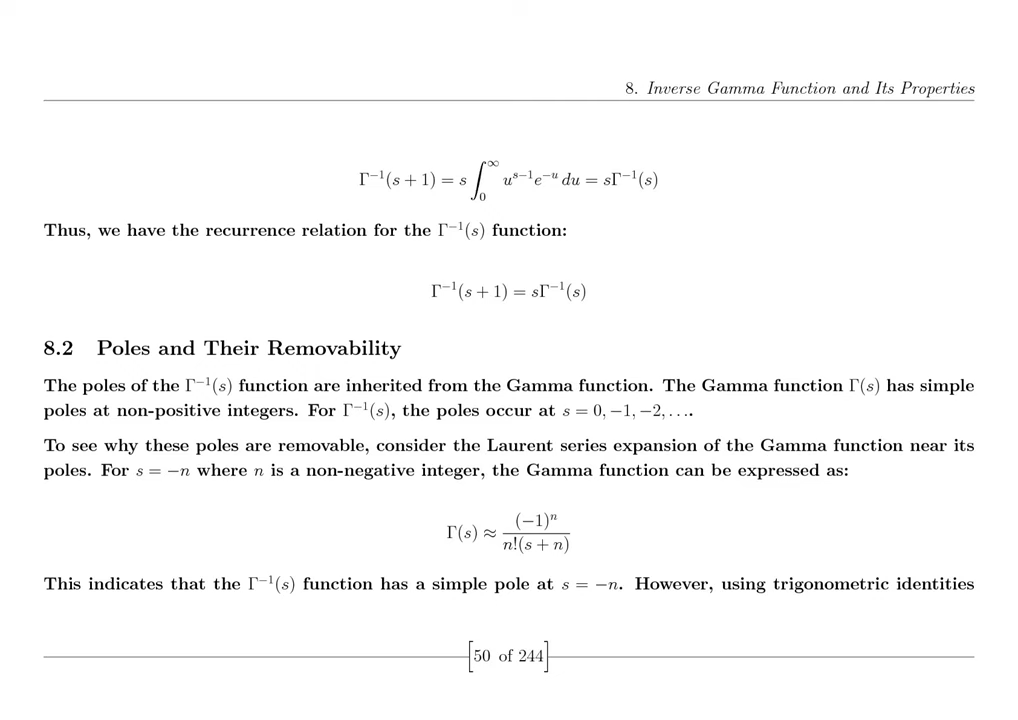 8. Inverse Gamma Function and Its Properties
Γ⁻¹(s + 1) = s ∫₀^∞ uˢ⁻¹e⁻ᵘ du = sΓ⁻¹(s)
Thus, we have the recurrence relation for the Γ⁻¹(s) function:
Γ⁻¹(s + 1) = sΓ⁻¹(s)
8.2 Poles and Their Removability
The poles of the Γ⁻¹(s) function are inherited from the Gamma function. The Gamma function Γ(s) has simple
poles at non-positive integers. For Γ⁻¹(s), the poles occur at s = 0, −1, −2, . . ..
To see why these poles are removable, consider the Laurent series expansion of the Gamma function near its
poles. For s = −n where n is a non-negative integer, the Gamma function can be expressed as:
Γ(s) ≈ (−1)ⁿ / n!(s + n)
This indicates that the Γ⁻¹(s) function has a simple pole at s = −n. However, using trigonometric identities
[50 of 244]